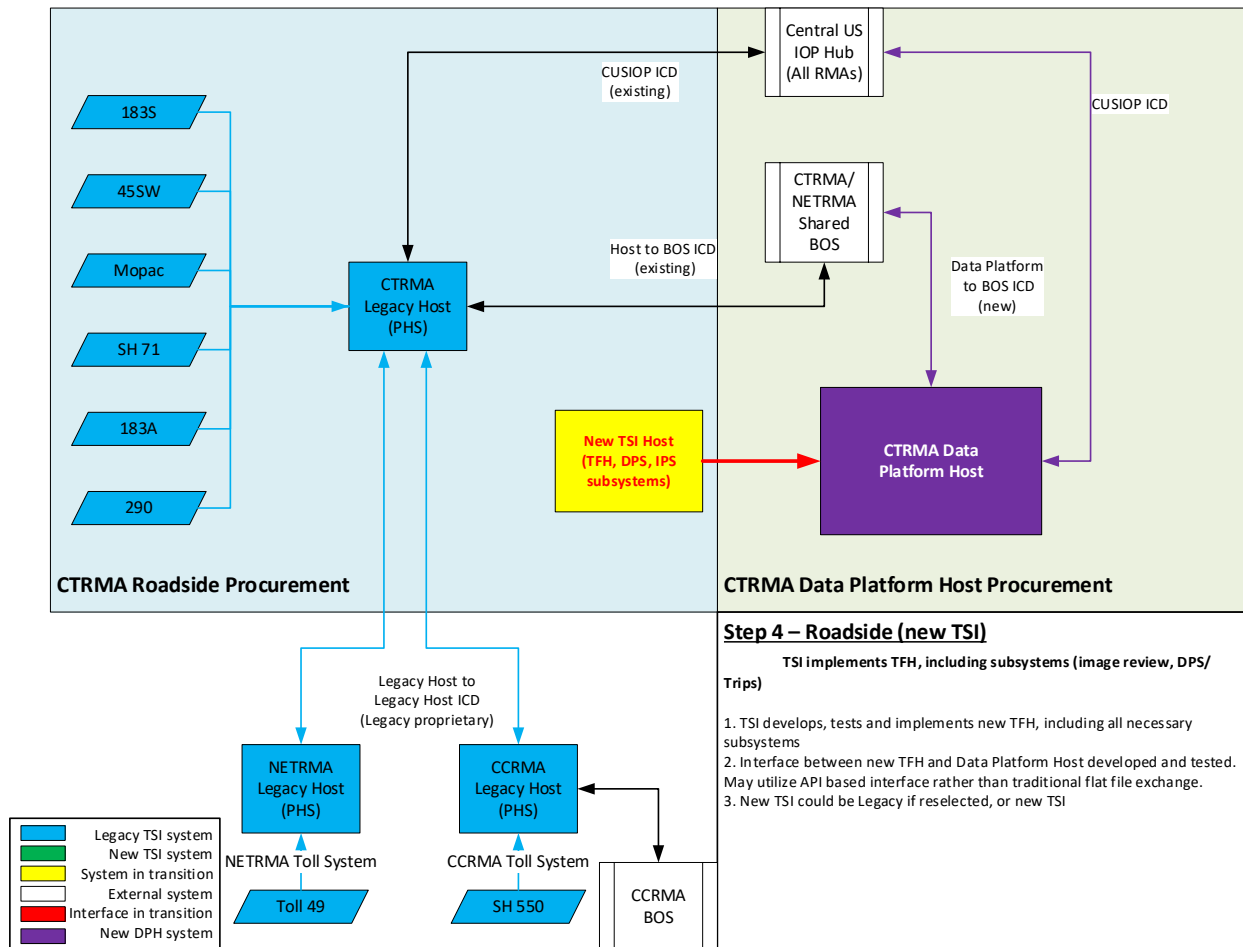 Central US
IOP Hub
(All RMAs)
CUSIOP ICD
(existing)
CUSIOP ICD
183S
45SW
Mopac
SH 71
183A
290
CTRMA/
NETRMA
Shared
BOS
Host to BOS ICD
(existing)
CTRMA
Legacy Host
(PHS)
Data Platform
to BOS ICD
(new)
New TSI Host
(TFH, DPS, IPS
subsystems)
CTRMA Data
Platform Host
CTRMA Roadside Procurement
CTRMA Data Platform Host Procurement
Legacy Host to
Legacy Host ICD
(Legacy proprietary)
NETRMA
Legacy Host
(PHS)
CCRMA
Legacy Host
(PHS)
NETRMA Toll System
CCRMA Toll System
Toll 49
SH 550
CCRMA
BOS
Step 4 – Roadside (new TSI)
TSI implements TFH, including subsystems (image review, DPS/
Trips)
1. TSI develops, tests and implements new TFH, including all necessary
subsystems
2. Interface between new TFH and Data Platform Host developed and tested.
May utilize API based interface rather than traditional flat file exchange.
3. New TSI could be Legacy if reselected, or new TSI
Legacy TSI system
New TSI system
System in transition
External system
Interface in transition
New DPH system